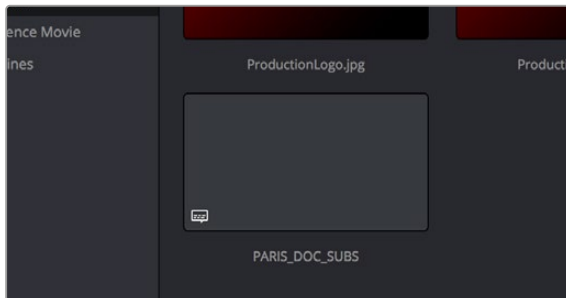 ence Movie
ines
ProductionLogo.jpg
Product
PARIS_DOC_SUBS